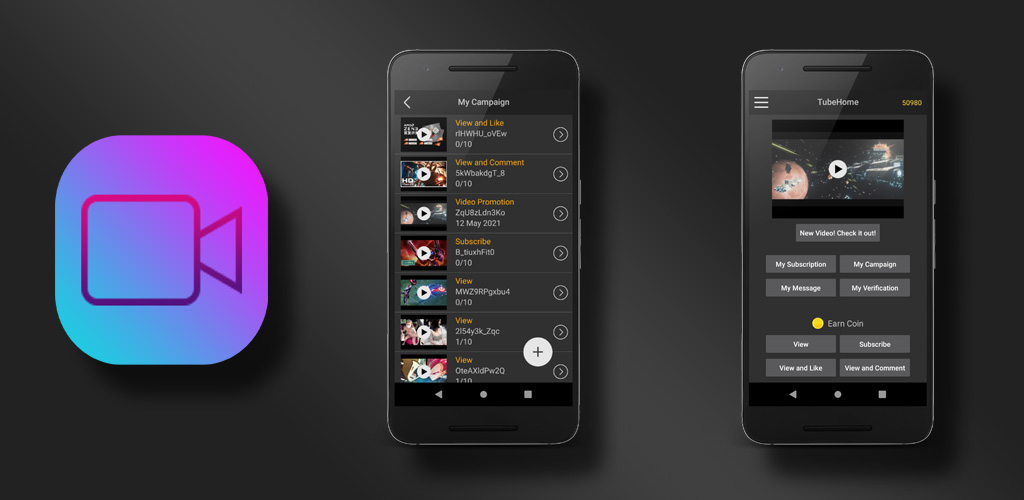 My Campaign
View and Like
rIHWHU_oVEw
0/10
View and Comment
5kWbakdgT_8
0/10
Video Promotion
ZqU8zLdn3Ko
12 May 2021
Subscribe
B_tiuxhFit0
0/10
View
MWZ9RPgxbu4
0/10
View
2I54y3k_Zqc
1/10
View
OteAXIdPw2Q
1/10
TubeHome
50980
New Video! Check it out!
My Subscription
My Campaign
My Message
My Verification
Earn Coin
View
Subscribe
View and Like
View and Comment